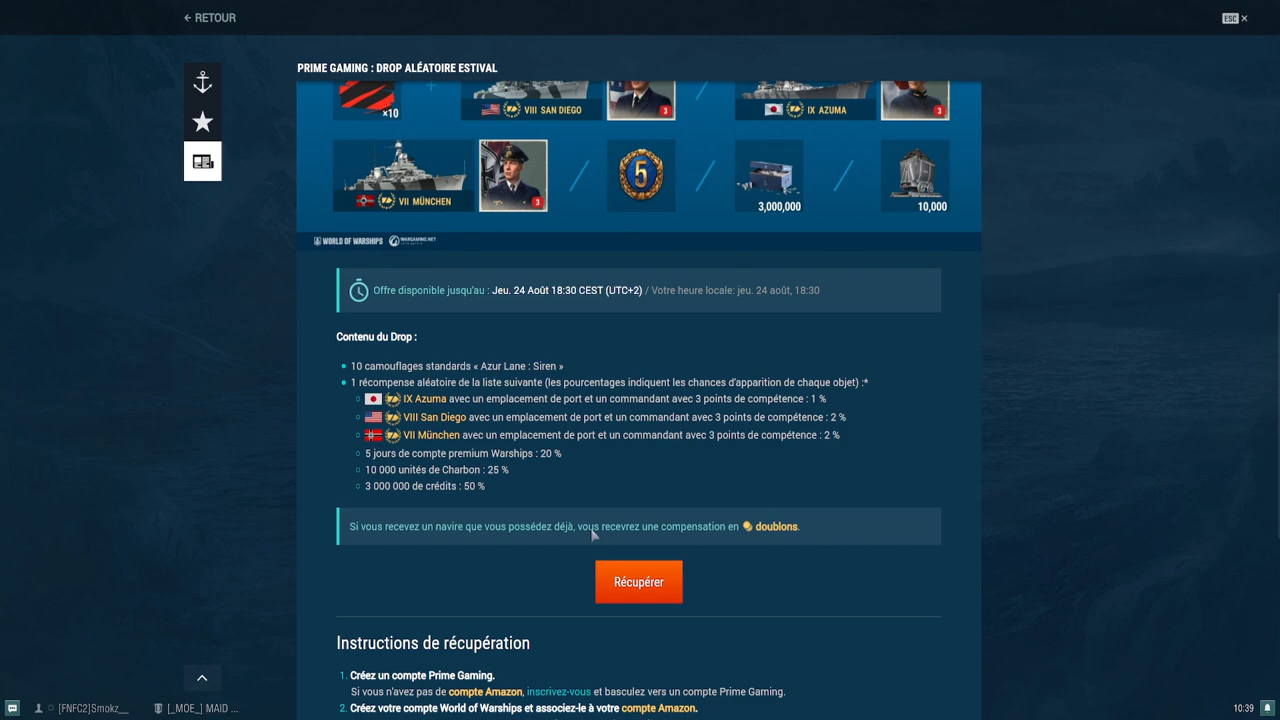 ← RETOUR
ESC ×
PRIME GAMING : DROP ALÉATOIRE ESTIVAL
×10
VIII SAN DIEGO
3
IX AZUMA
3
VII MÜNCHEN
3
5
3,000,000
10,000
WORLD OF WARSHIPS
WARGAMING.NET
Offre disponible jusqu'au : Jeu. 24 Août 18:30 CEST (UTC+2) / Votre heure locale: jeu. 24 août, 18:30
Contenu du Drop :
10 camouflages standards « Azur Lane : Siren »
1 récompense aléatoire de la liste suivante (les pourcentages indiquent les chances d'apparition de chaque objet) :*
IX Azuma avec un emplacement de port et un commandant avec 3 points de compétence : 1 %
VIII San Diego avec un emplacement de port et un commandant avec 3 points de compétence : 2 %
VII München avec un emplacement de port et un commandant avec 3 points de compétence : 2 %
5 jours de compte premium Warships : 20 %
10 000 unités de Charbon : 25 %
3 000 000 de crédits : 50 %
Si vous recevez un navire que vous possédez déjà, vous recevrez une compensation en doublons.
Récupérer
Instructions de récupération
1. Créez un compte Prime Gaming.
Si vous n'avez pas de compte Amazon, inscrivez-vous et basculez vers un compte Prime Gaming.
2. Créez votre compte World of Warships et associez-le à votre compte Amazon.
[FNFC2]Smokz__
[_MOE_] MAID ...
10:39